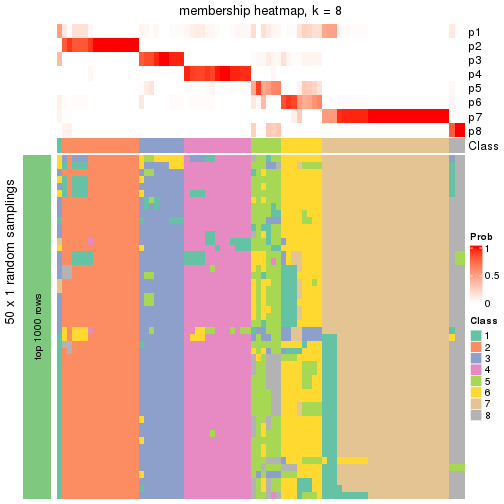 membership heatmap, k = 8
p1
p2
p3
p4
p5
p6
p7
p8
Class
50 x 1 random samplings
top 1000 rows
Prob
1
0.5
0
Class
1
2
3
4
5
6
7
8